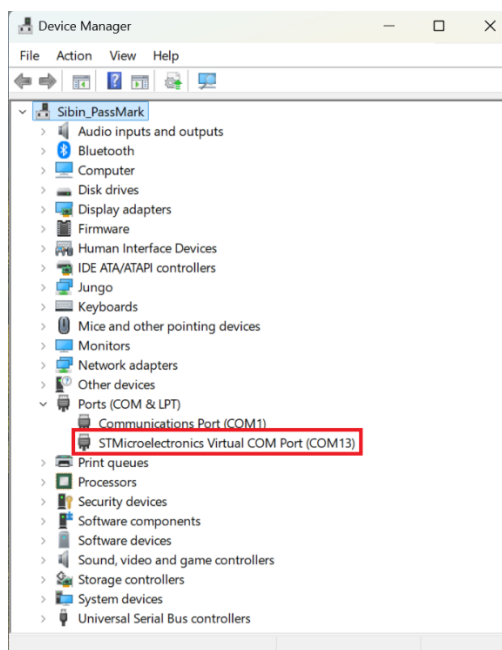 Device Manager
File Action View Help
Sibin_PassMark
Audio inputs and outputs
Bluetooth
Computer
Disk drives
Display adapters
Firmware
Human Interface Devices
IDE ATA/ATAPI controllers
Jungo
Keyboards
Mice and other pointing devices
Monitors
Network adapters
Other devices
Ports (COM & LPT)
Communications Port (COM1)
STMicroelectronics Virtual COM Port (COM13)
Print queues
Processors
Security devices
Software components
Software devices
Sound, video and game controllers
Storage controllers
System devices
Universal Serial Bus controllers